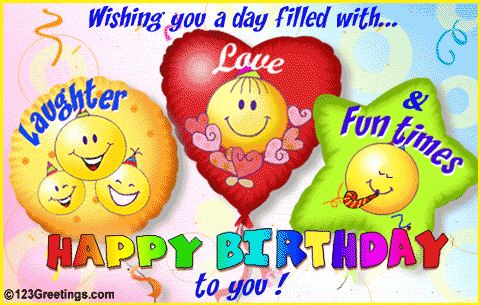 Wishing you a day filled with...
Laughter
Love
&
Fun times
HAPPY BIRTHDAY
to you !
©123Greetings.com